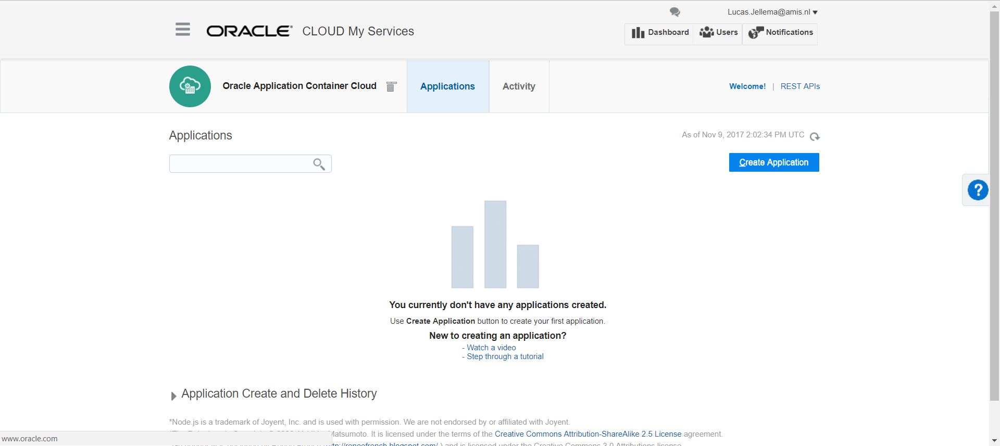 Lucas.Jellema@amis.nl
ORACLE CLOUD My Services
Dashboard Users Notifications
Oracle Application Container Cloud
Applications
Activity
Welcome! | REST APIs
Applications
As of Nov 9, 2017 2:02:34 PM UTC
Create Application
?
You currently don't have any applications created.
Use Create Application button to create your first application.
New to creating an application?
- Watch a video
- Step through a tutorial
Application Create and Delete History
*Node.js is a trademark of Joyent, Inc. and is used with permission. We are not endorsed by or affiliated with Joyent.
Matsumoto. It is licensed under the terms of the Creative Commons Attribution-ShareAlike 2.5 License agreement.
http://reneefrench.blogspot.com/ ) and is licensed under the Creative Commons 3.0 Attributions license.
www.oracle.com